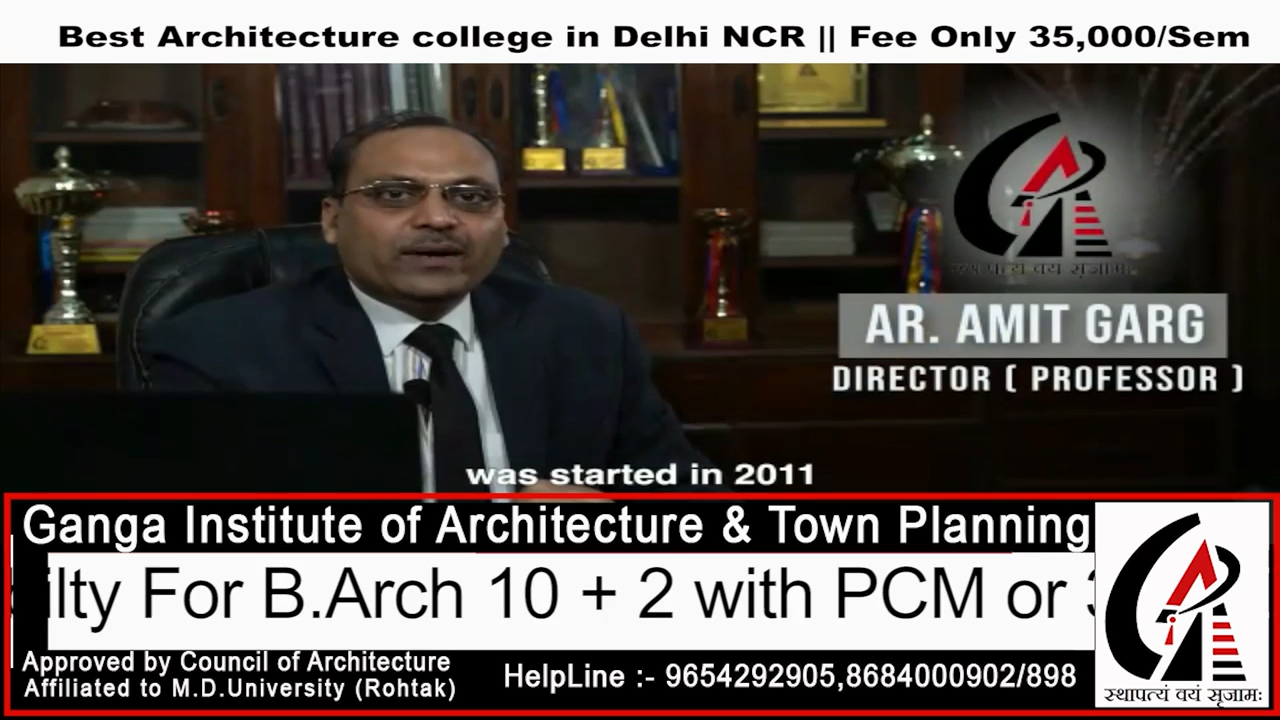 Best Architecture college in Delhi NCR || Fee Only 35,000/Sem
AR. AMIT GARG
DIRECTOR ( PROFESSOR )
was started in 2011
Ganga Institute of Architecture & Town Planning
ilty For B.Arch 10 + 2 with PCM or
Approved by Council of Architecture
Affiliated to M.D.University (Rohtak)
HelpLine :- 9654292905,8684000902/898
स्थापत्यं वयं सृजामः